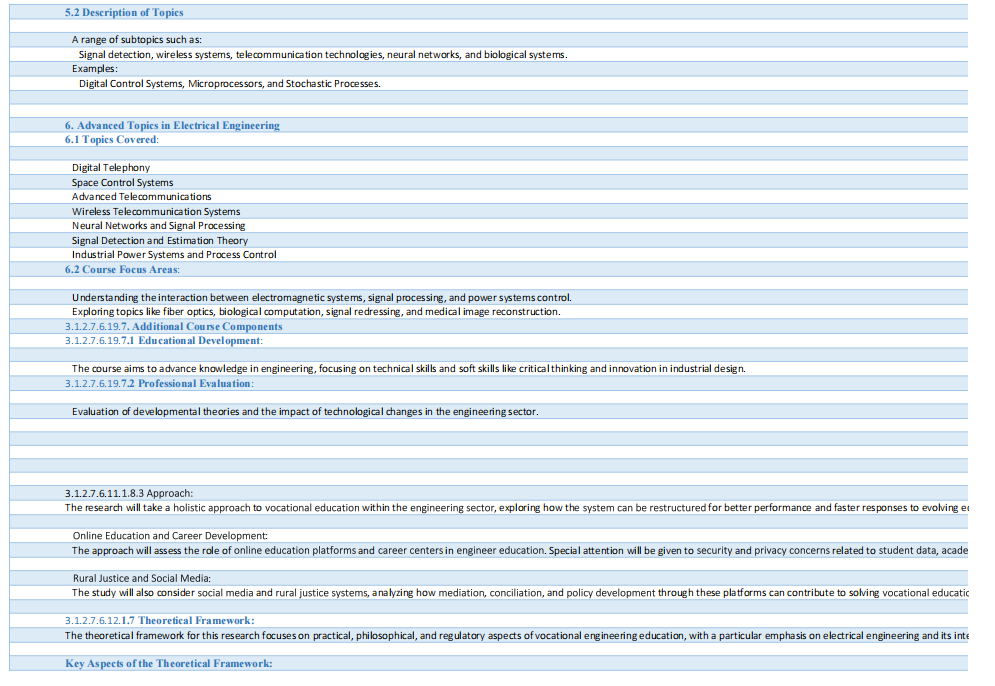 5.2 Description of Topics
A range of subtopics such as:
Signal detection, wireless systems, telecommunication technologies, neural networks, and biological systems.
Examples:
Digital Control Systems, Microprocessors, and Stochastic Processes.
6. Advanced Topics in Electrical Engineering
6.1 Topics Covered:
Digital Telephony
Space Control Systems
Advanced Telecommunications
Wireless Telecommunication Systems
Neural Networks and Signal Processing
Signal Detection and Estimation Theory
Industrial Power Systems and Process Control
6.2 Course Focus Areas:
Understanding the interaction between electromagnetic systems, signal processing, and power systems control.
Exploring topics like fiber optics, biological computation, signal redressing, and medical image reconstruction.
3.1.2.7.6.19.7. Additional Course Components
3.1.2.7.6.19.7.1 Educational Development:
The course aims to advance knowledge in engineering, focusing on technical skills and soft skills like critical thinking and innovation in industrial design.
3.1.2.7.6.19.7.2 Professional Evaluation:
Evaluation of developmental theories and the impact of technological changes in the engineering sector.
3.1.2.7.6.11.1.8.3 Approach:
The research will take a holistic approach to vocational education within the engineering sector, exploring how the system can be restructured for better performance and faster responses to evolving
Online Education and Career Development:
The approach will assess the role of online education platforms and career centers in engineer education. Special attention will be given to security and privacy concerns related to student data,
Rural Justice and Social Media:
The study will also consider social media and rural justice systems, analyzing how mediation, conciliation, and policy development through these platforms can contribute to solving vocational
3.1.2.7.6.12.1.7 Theoretical Framework:
The theoretical framework for this research focuses on practical, philosophical, and regulatory aspects of vocational engineering education, with a particular emphasis on electrical engineering and its
Key Aspects of the Theoretical Framework: